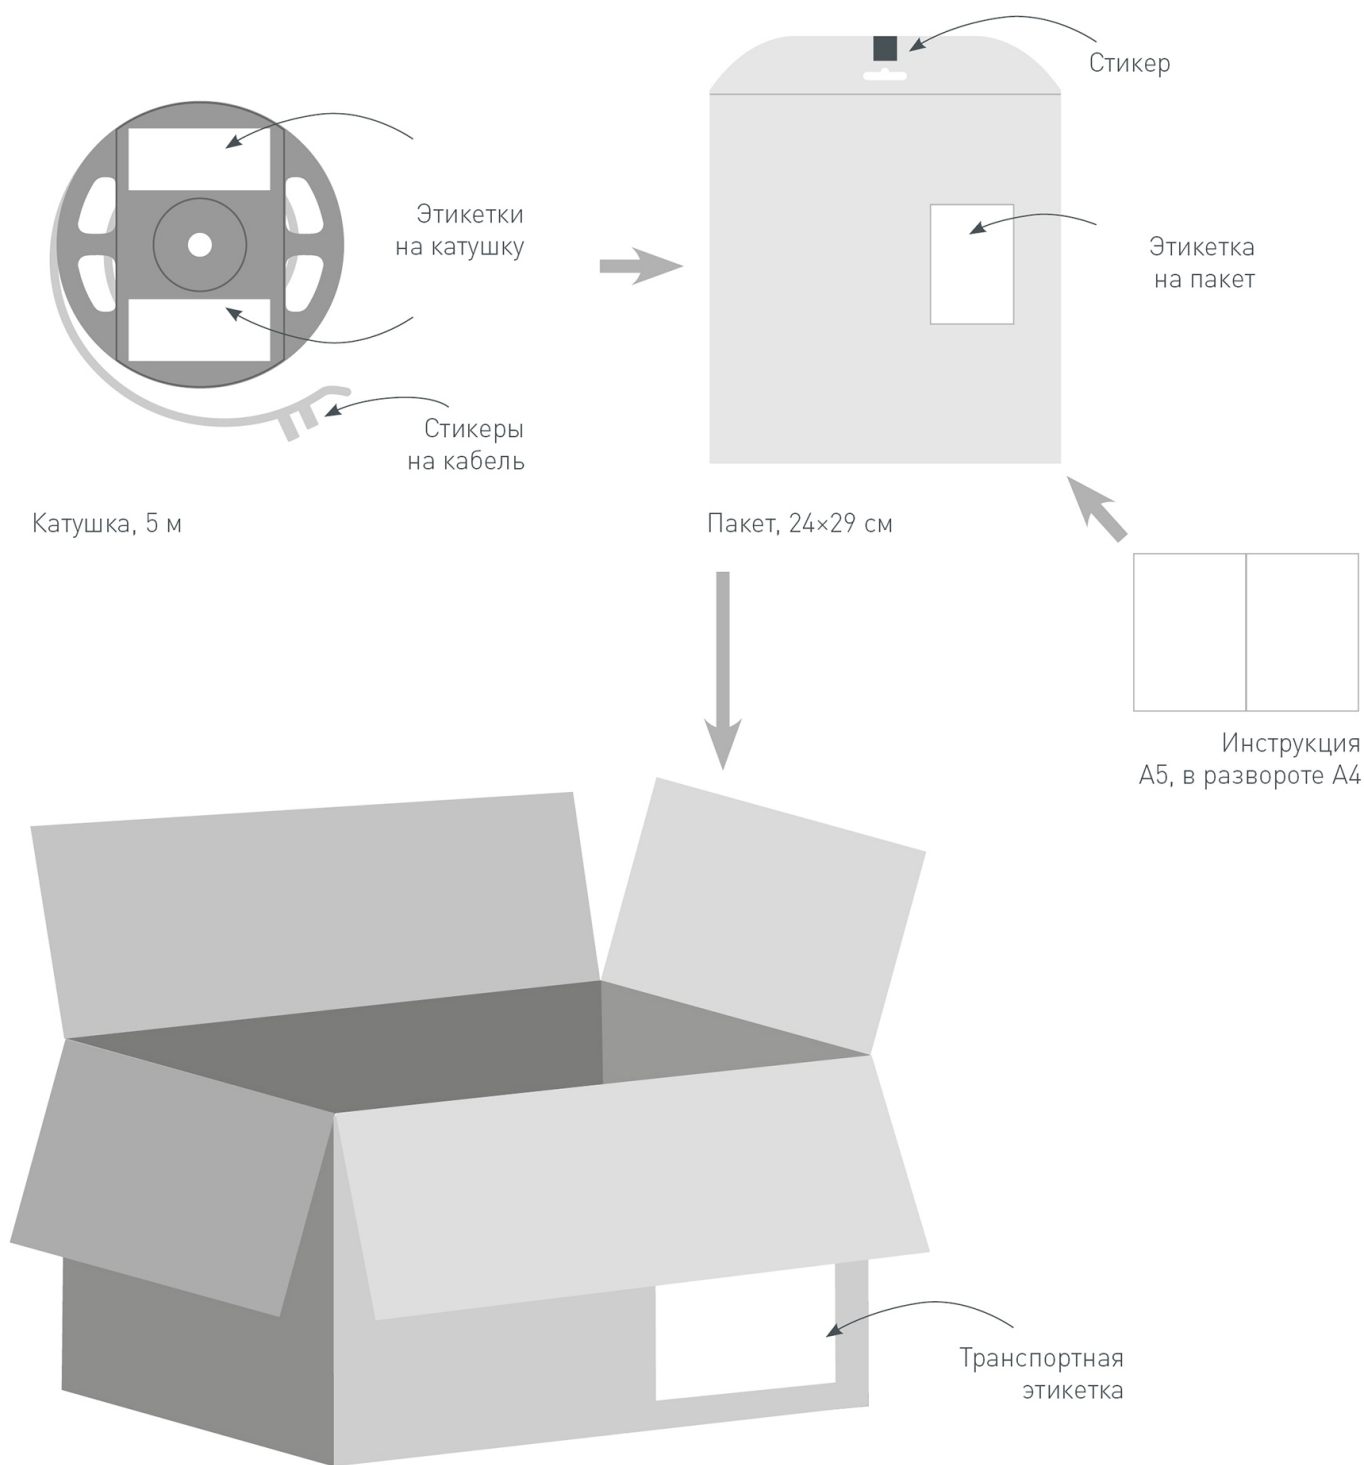 Стикер
Этикетки
на катушку
Этикетка
на пакет
Стикеры
на кабель
Катушка, 5 м
Пакет, 24×29 см
Инструкция
А5, в развороте А4
Транспортная
этикетка